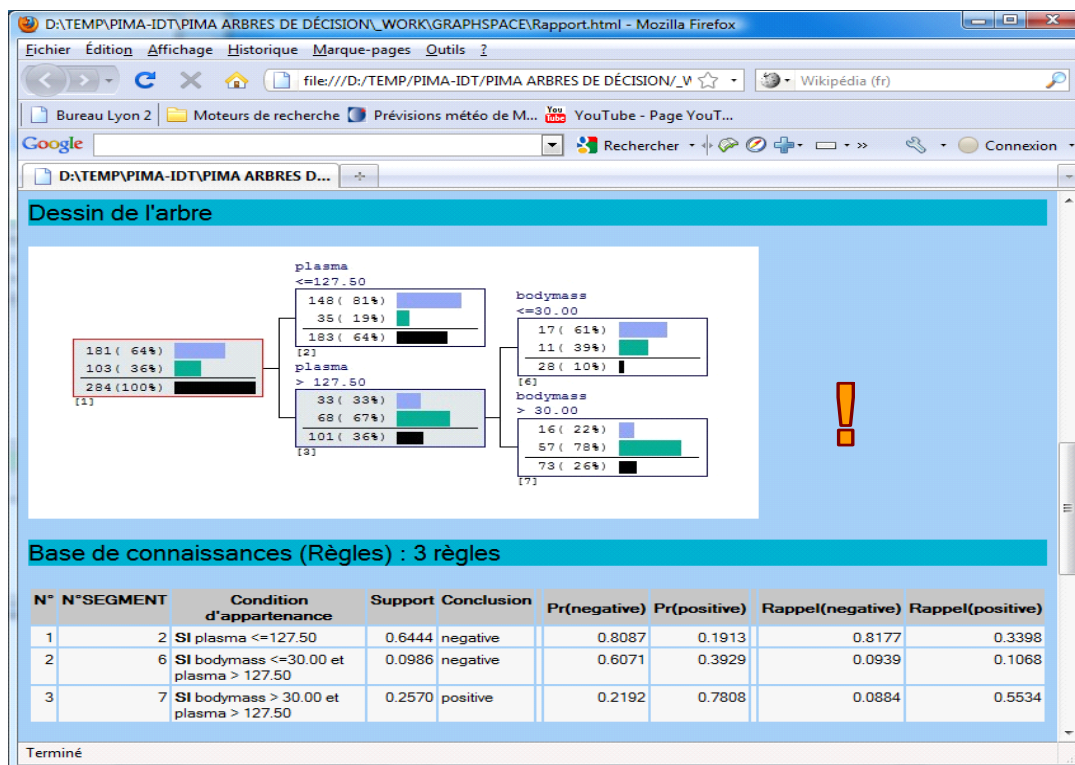 D:\TEMP\PIMA-IDT\PIMA ARBRES DE DÉCISION\_WORK\GRAPHSPACE\Rapport.html - Mozilla Firefox
Fichier Édition Affichage Historique Marque-pages Outils ?
file:///D:/TEMP/PIMA-IDT/PIMA ARBRES DE DÉCISION/_W Wikipédia (fr)
Bureau Lyon 2 Moteurs de recherche Prévisions météo de M... YouTube - Page YouT...
Google Rechercher » Connexion
D:\TEMP\PIMA-IDT\PIMA ARBRES D...
Dessin de l'arbre
181( 64%)
103( 36%)
284(100%)
[1]
plasma
<=127.50
148( 81%)
35( 19%)
183( 64%)
[2]
plasma
> 127.50
33( 33%)
68( 67%)
101( 36%)
[3]
bodymass
<=30.00
17( 61%)
11( 39%)
28( 10%)
[6]
bodymass
> 30.00
16( 22%)
57( 78%)
73( 26%)
[7]
!
Base de connaissances (Règles) : 3 règles
N° N°SEGMENT Condition d'appartenance Support Conclusion Pr(negative) Pr(positive) Rappel(negative) Rappel(positive)
1 2 SI plasma <=127.50 0.6444 negative 0.8087 0.1913 0.8177 0.3398
2 6 SI bodymass <=30.00 et 0.0986 negative 0.6071 0.3929 0.0939 0.1068
plasma > 127.50
3 7 SI bodymass > 30.00 et 0.2570 positive 0.2192 0.7808 0.0884 0.5534
plasma > 127.50
Terminé